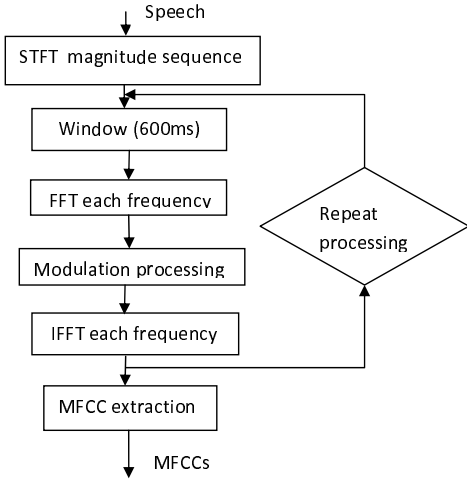 Speech
STFT magnitude sequence
Window (600ms)
FFT each frequency
Repeat
processing
Modulation processing
IFFT each frequency
MFCC extraction
MFCCs